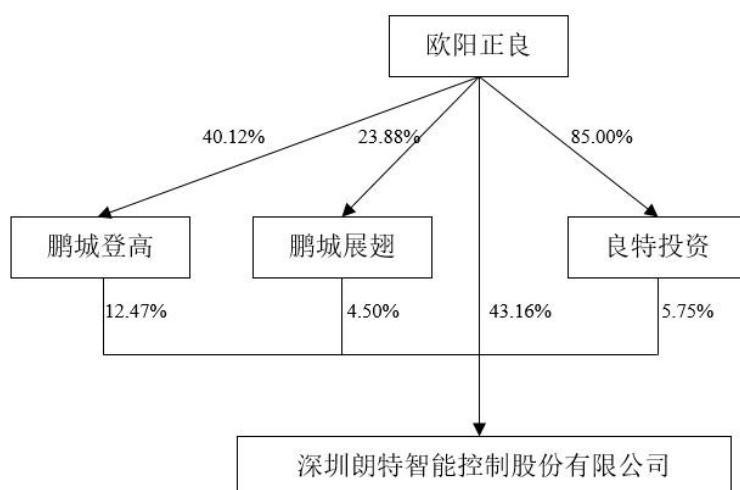 欧阳正良
40.12%
23.88%
85.00%
鹏城登高
鹏城展翅
良特投资
12.47%
4.50%
43.16%
5.75%
深圳朗特智能控制股份有限公司